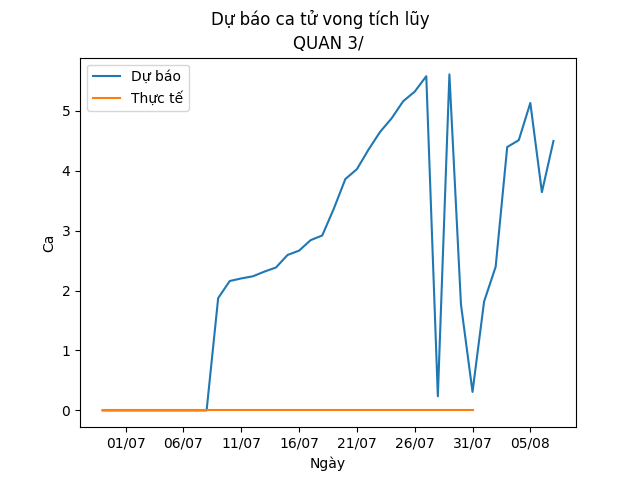 Dự báo ca tử vong tích lũy
QUAN 3/
Dự báo
Thực tế
5
4
3
2
1
0
Ca
01/07 06/07 11/07 16/07 21/07 26/07 31/07 05/08
Ngày